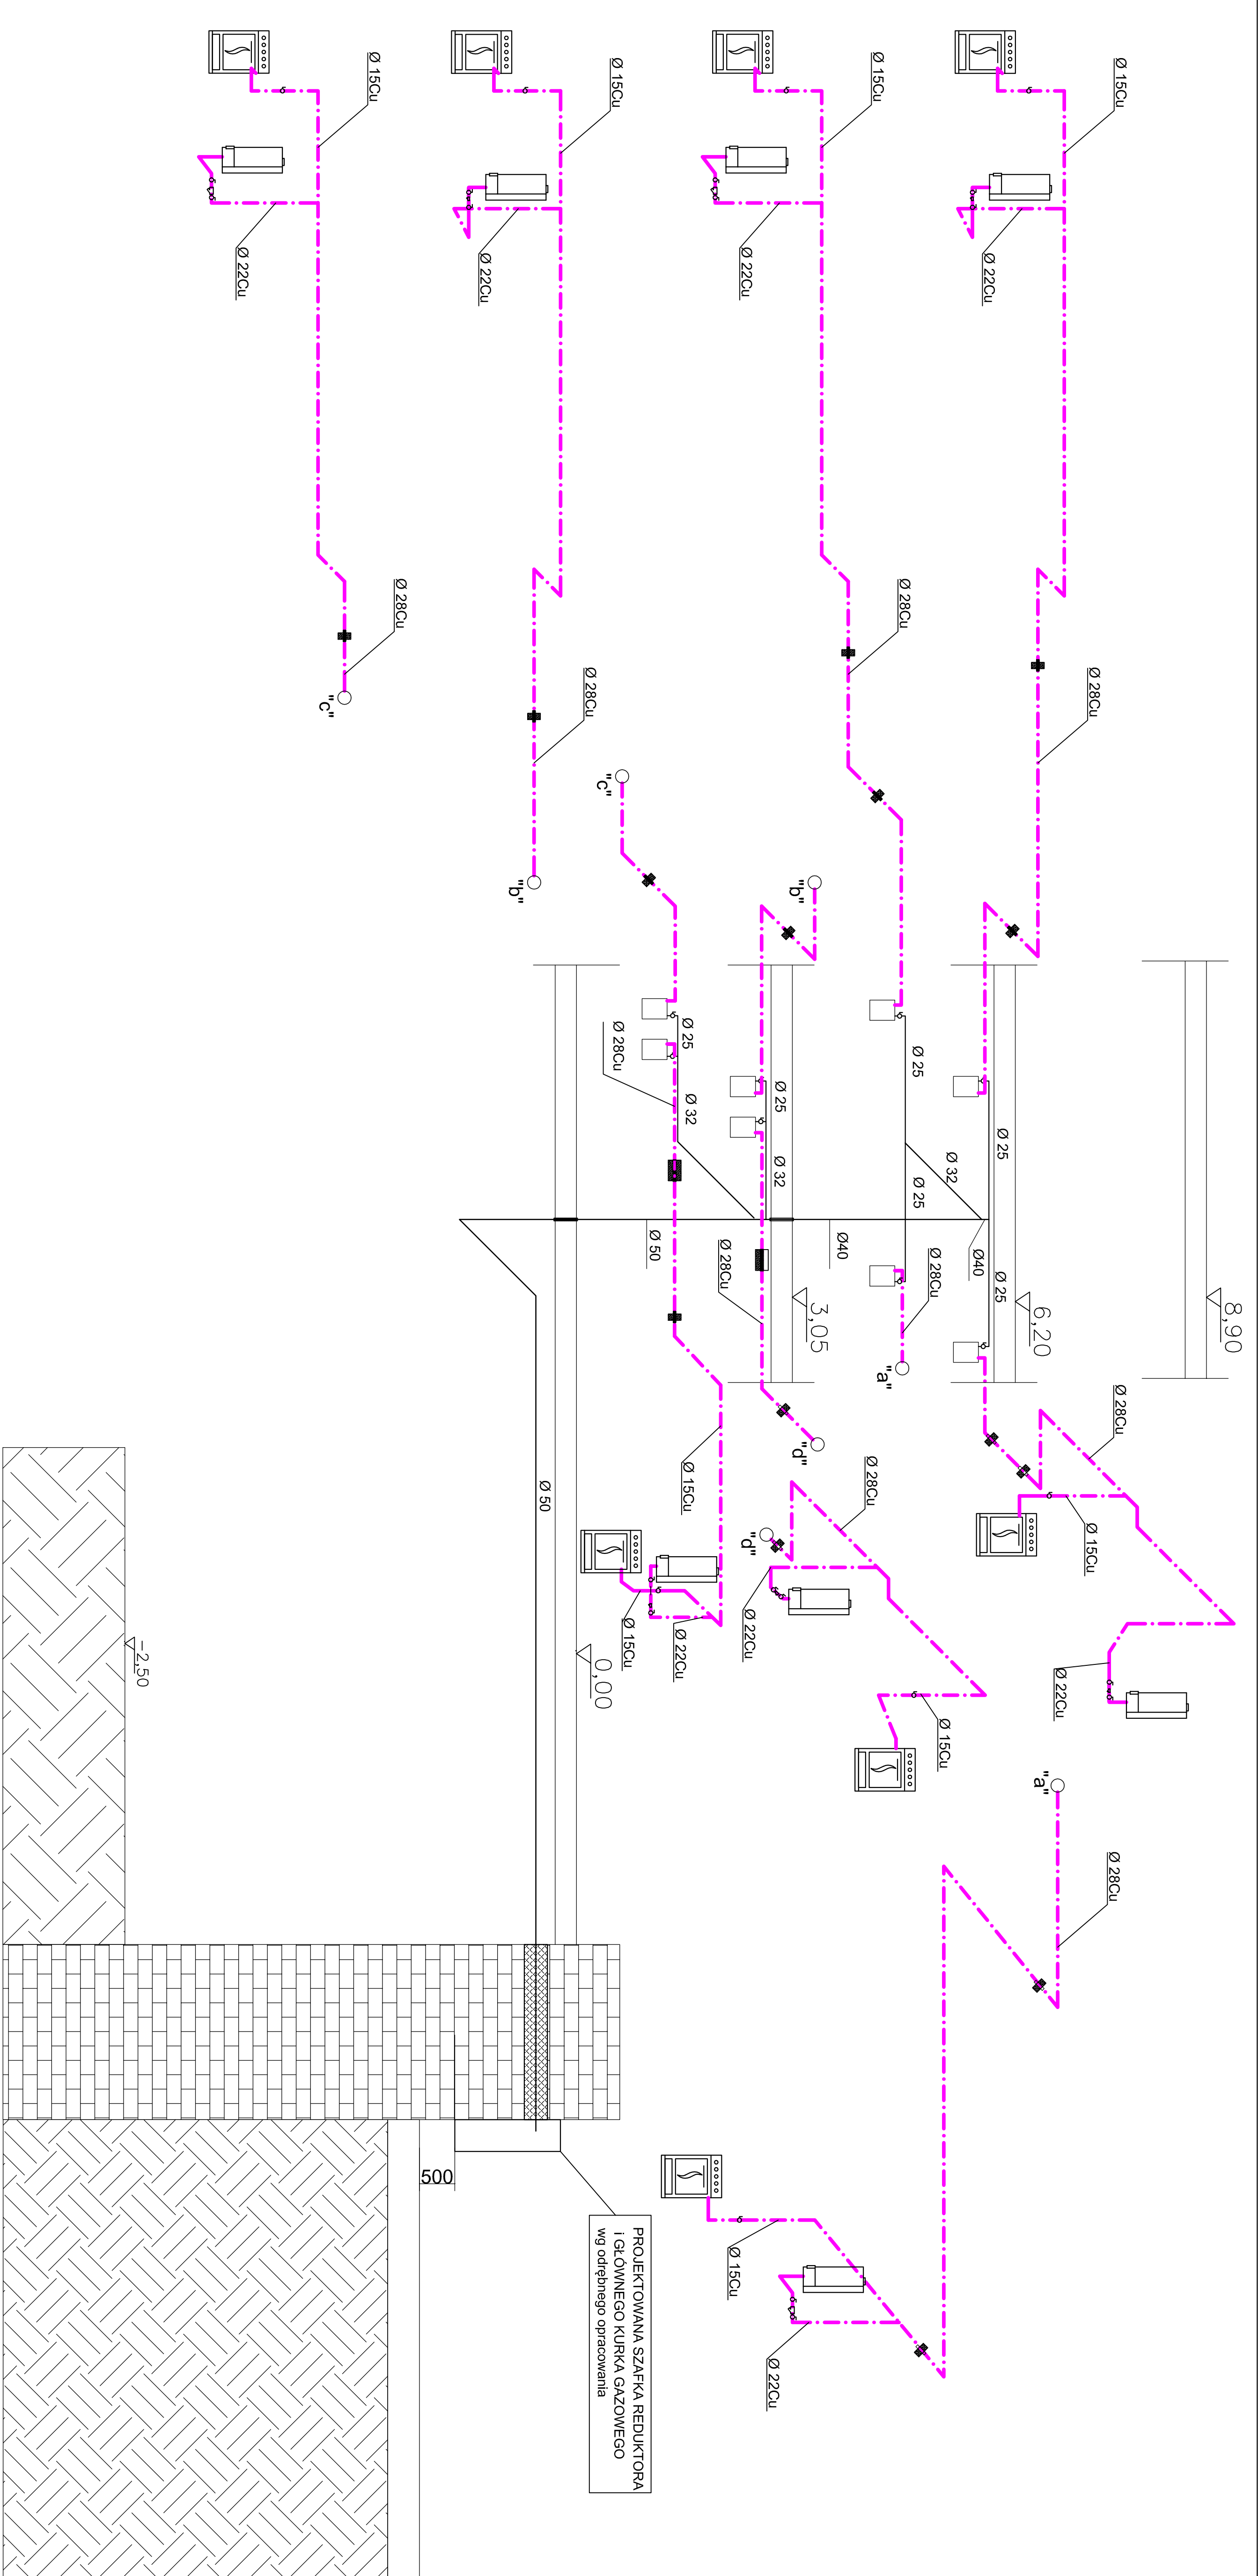 8,90
Ø 15Cu
Ø 28Cu
Ø 28Cu
Ø 28Cu
Ø 15Cu
Ø 22Cu
6,20
"a"
Ø 25
Ø 25
Ø 22Cu
Ø40
Ø 32
Ø 15Cu
Ø 28Cu
Ø 25
Ø 25
Ø 28Cu
"a"
Ø 15Cu
Ø 28Cu
Ø40
3,05
"b"
"d"
Ø 25
Ø 32
Ø 22Cu
"d"
Ø 22Cu
Ø 22Cu
Ø 15Cu
Ø 28Cu
Ø 32
Ø 25
Ø 15Cu
Ø 22Cu
Ø 50
PROJEKTOWANA SZAFKA REDUKTORA
i GŁÓWNEGO KURKA GAZOWEGO
wg odrębnego opracowania
Ø 15Cu
Ø 15Cu
Ø 28Cu
"c"
0,00
Ø 28Cu
Ø 50
"b"
Ø 22Cu
500
Ø 28Cu
Ø 15Cu
"c"
Ø 22Cu
-2,50